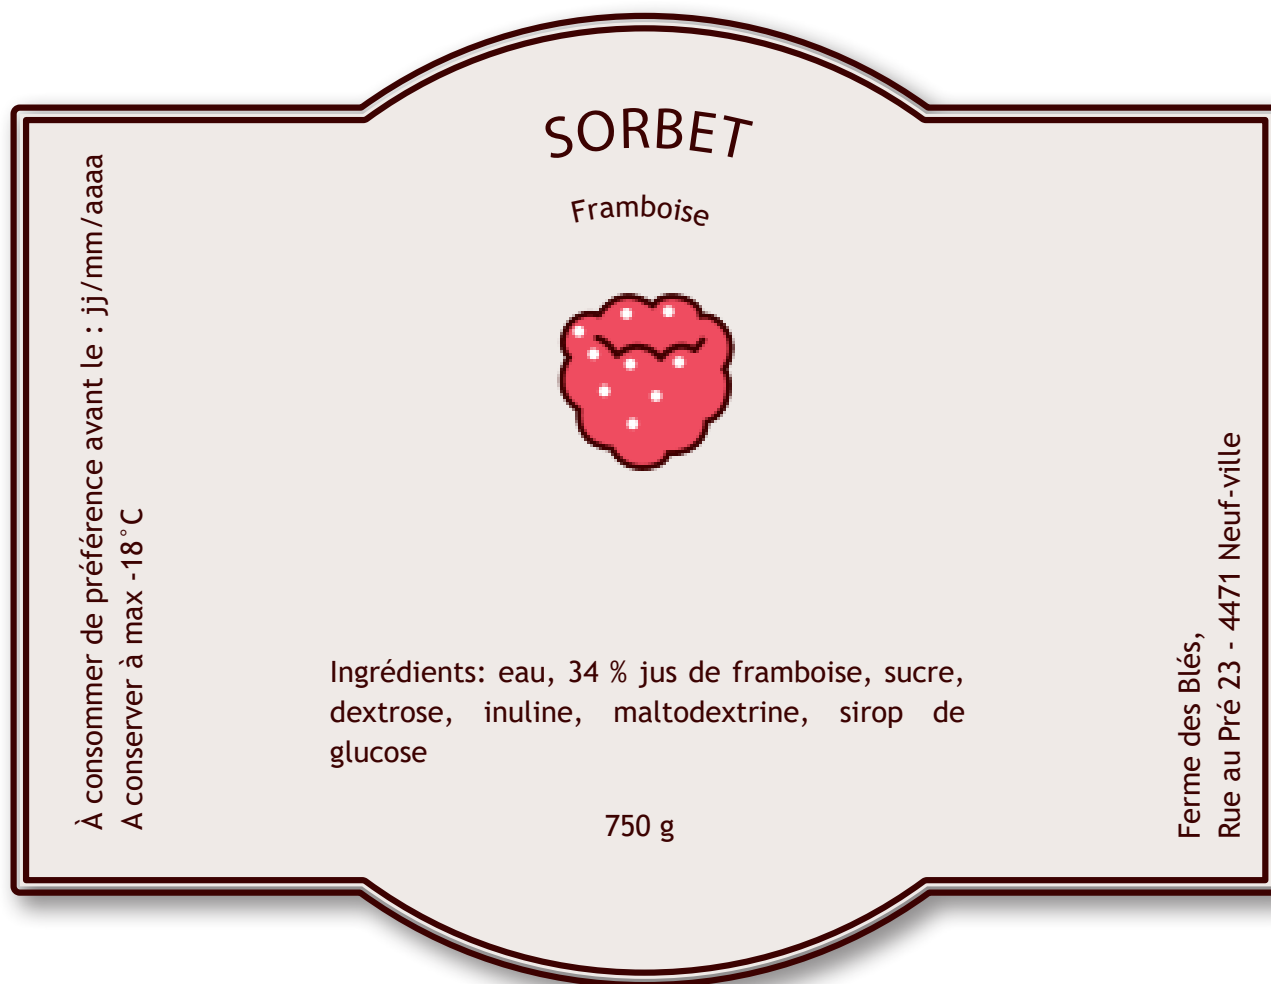 SORBET
Framboise
À consommer de préférence avant le : jj/mm/aaaa
A conserver à max -18°C
Ingrédients: eau, 34 % jus de framboise, sucre,
dextrose, inuline, maltodextrine, sirop de
glucose
750 g
Ferme des Blés,
Rue au Pré 23 - 4471 Neuf-ville